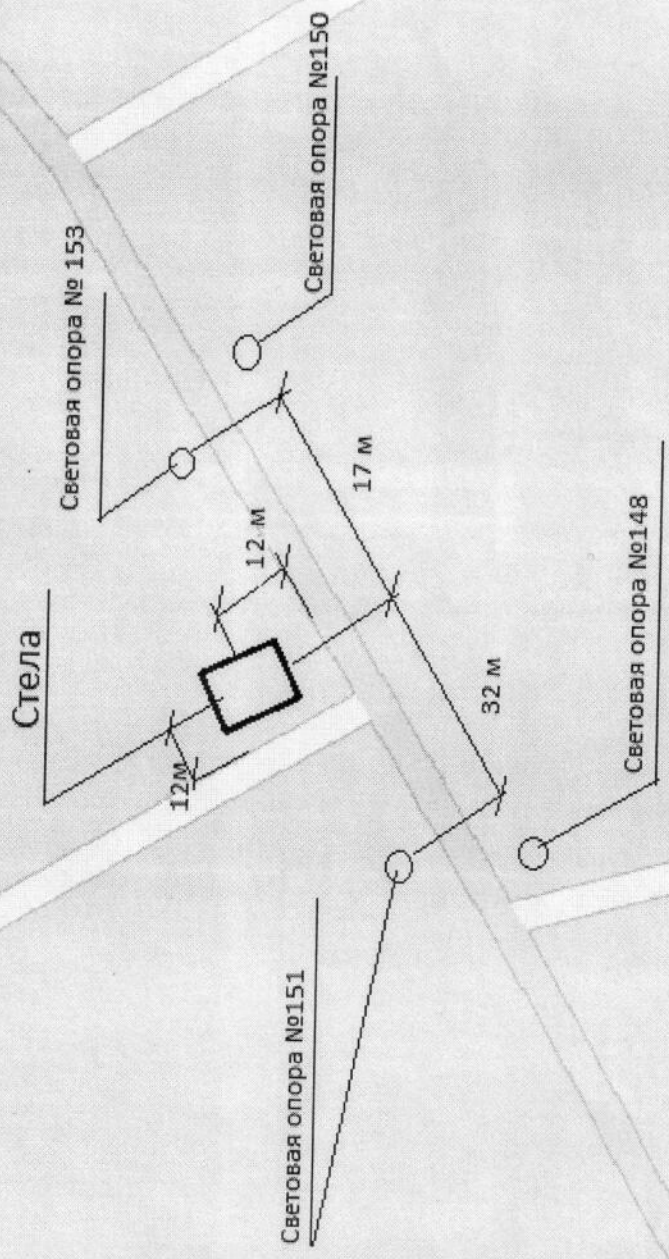 Стела
Световая опора № 153
Световая опора №150
12м
12 м
17 м
32 м
Световая опора №151
Световая опора №148